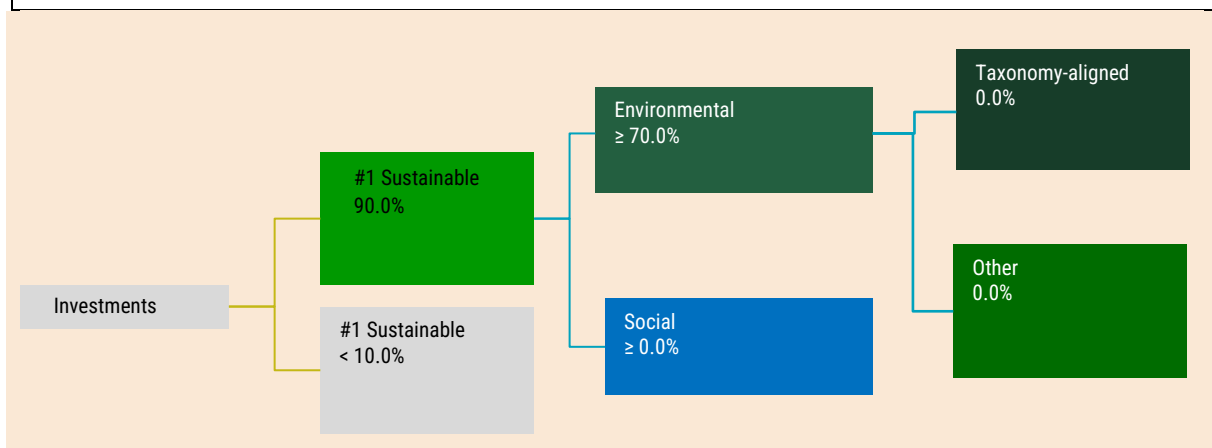 Investments
#1 Sustainable
90.0%
#1 Sustainable
< 10.0%
Environmental
≥ 70.0%
Social
≥ 0.0%
Taxonomy-aligned
0.0%
Other
0.0%